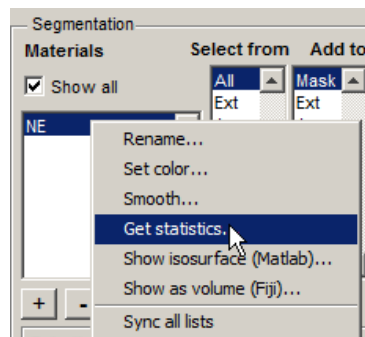 Segmentation
Materials Select from Add to
Show all
All Mask
Ext Ext
NE
Rename...
Set color...
Smooth...
Get statistics...
Show isosurface (Matlab)...
Show as volume (Fiji)...
+ -
Sync all lists